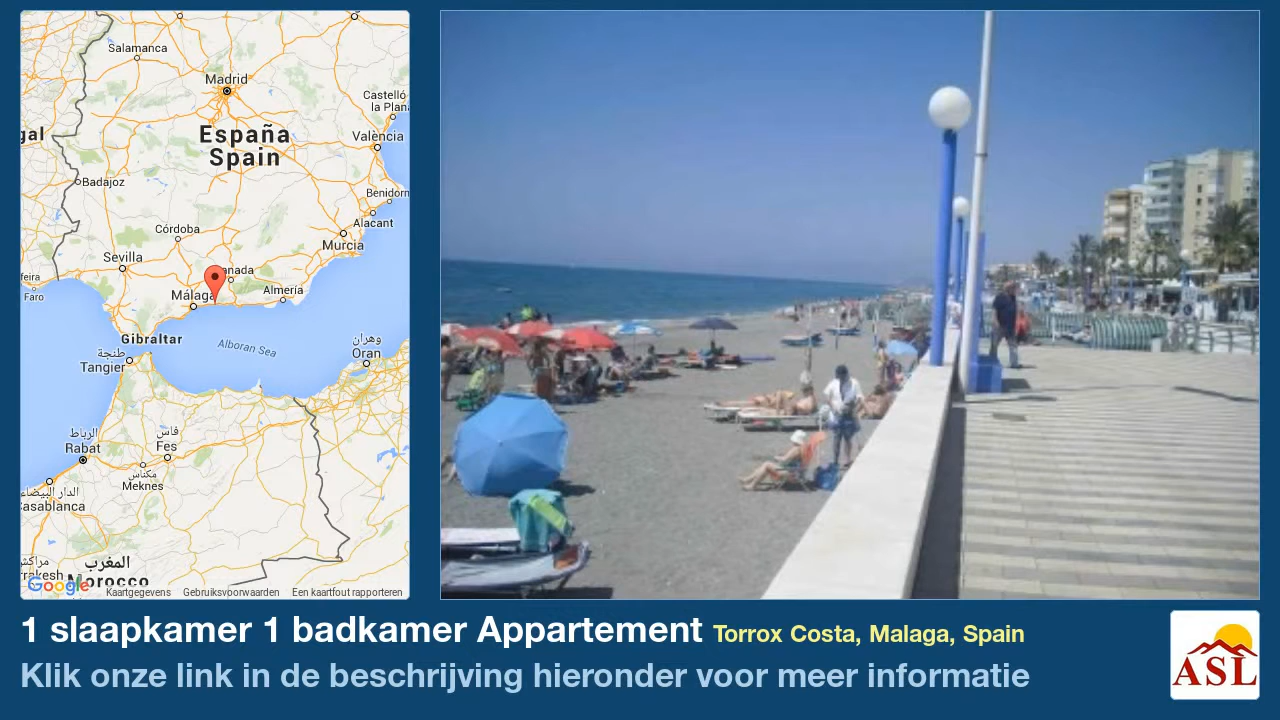 Salamanca
Madrid
Castelló
la Plana
gal
España
Spain
València
Badajoz
Benidorm
Alacant
Córdoba
Murcia
Sevilla
feira
Faro
nada
Málaga
Almería
Gibraltar
Alboran Sea
طنجة
Tangier
وهران
Oran
الرباط
Rabat
فاس
Fes
مكناس
Meknes
الدار البيضاء
Casablanca
مراكش
rrakesh
المغرب
Morocco
Google
Kaartgegevens Gebruiksvoorwaarden Een kaartfout rapporteren
1 slaapkamer 1 badkamer Appartement Torrox Costa, Malaga, Spain
Klik onze link in de beschrijving hieronder voor meer informatie
ASL